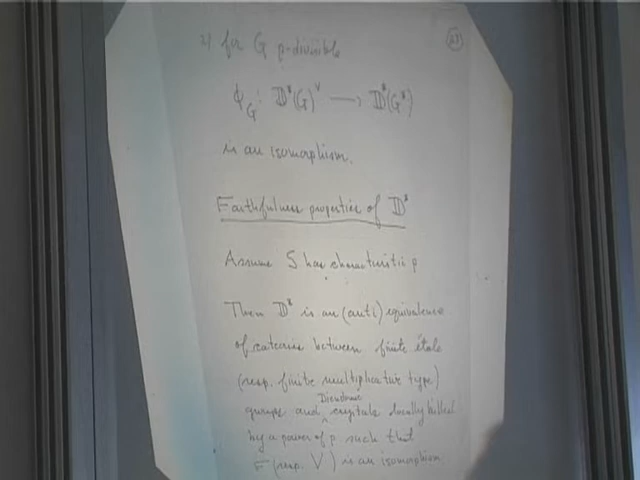 2) for G p-divisible
ϕ_G : 𝔻*(G)^∨ ⟶ 𝔻*(G*)
is an isomorphism.
Faithfulness properties of 𝔻*
Assume S has characteristic p
Then 𝔻* is an (anti) equivalence
of categories between finite étale
(resp. finite multiplicative type)
groups and Dieudonné crystals locally killed
by a power of p such that
F (resp. V) is an isomorphism.